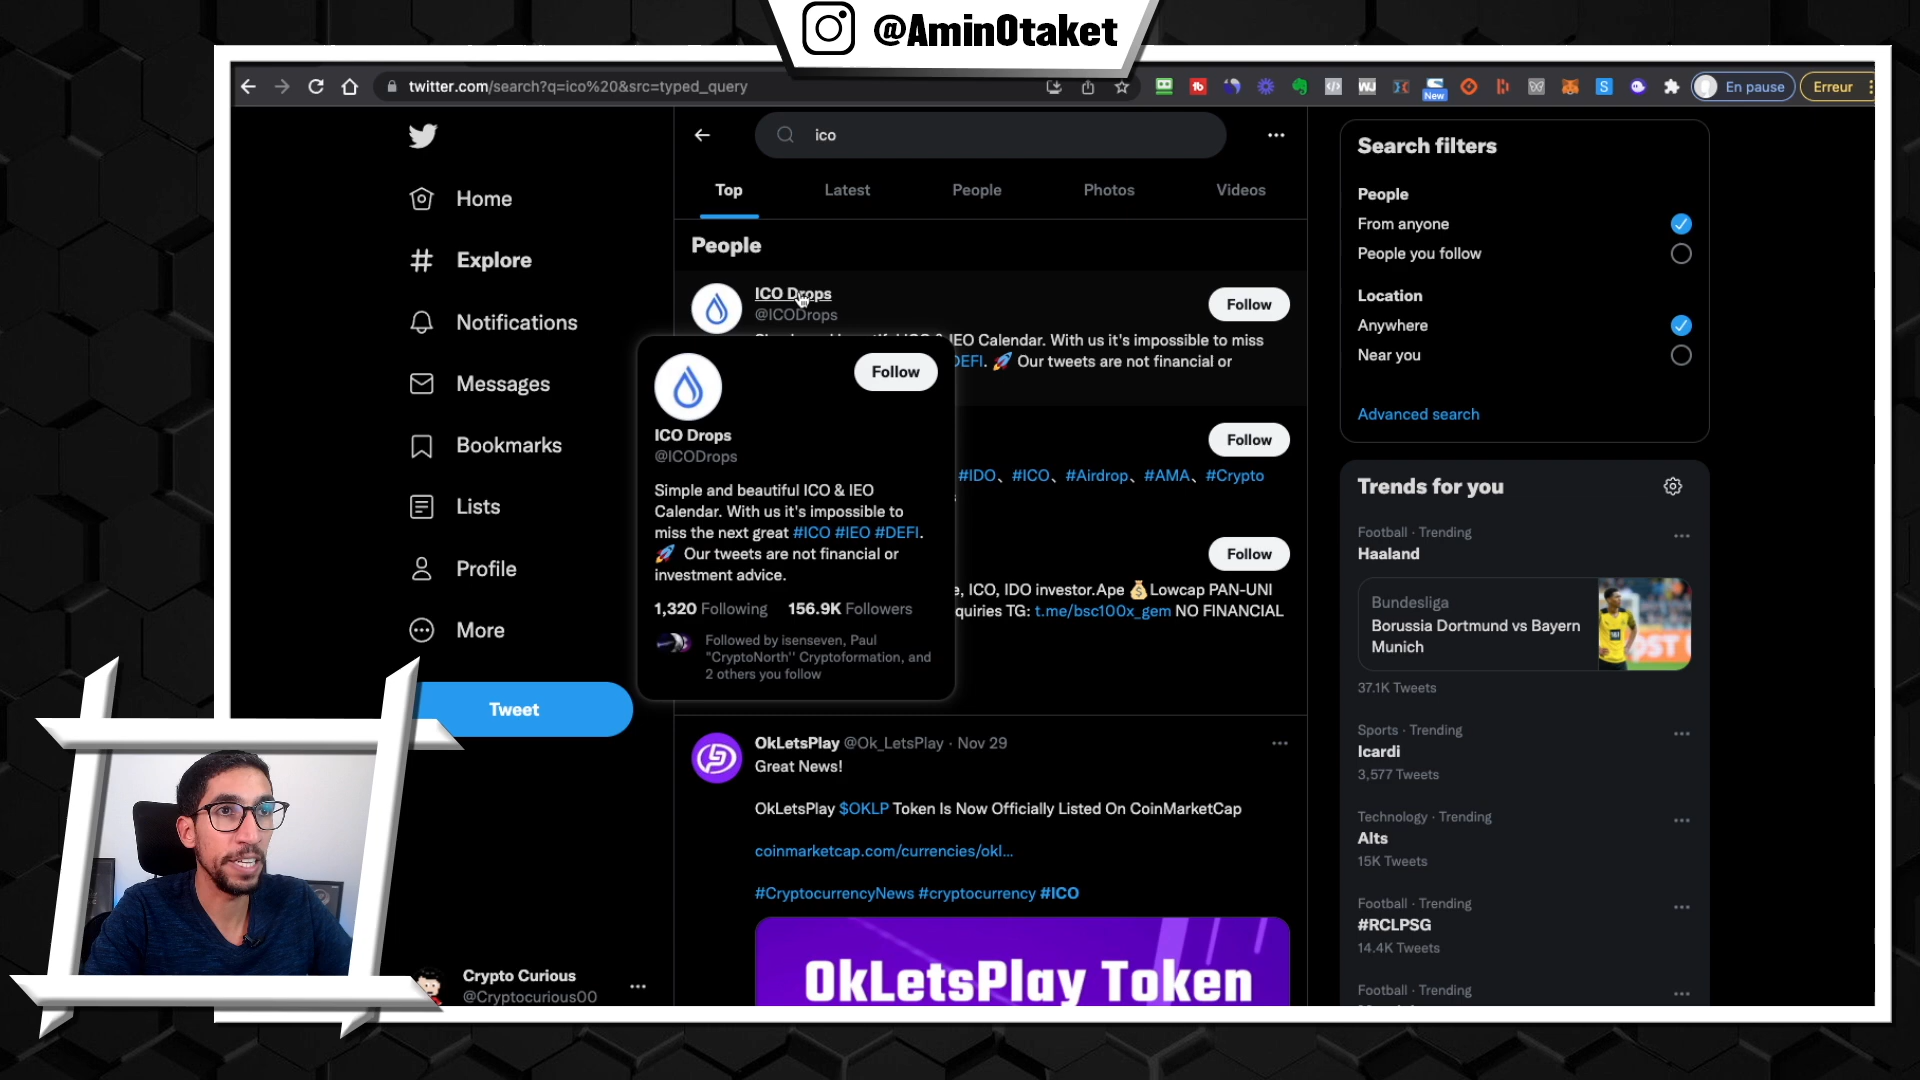 @AminOtaket
twitter.com/search?q=ico%20&src=typed_query
New
En pause
Erreur
ico
Home
Explore
Notifications
Messages
Bookmarks
Lists
Profile
More
Tweet
Crypto Curious
@Cryptocurious00
Top
Latest
People
Photos
Videos
People
ICO Drops
@ICODrops
Follow
IEO Calendar. With us it's impossible to miss
DEFI. 🚀 Our tweets are not financial or
Follow
ICO Drops
@ICODrops
Simple and beautiful ICO & IEO
Calendar. With us it's impossible to
miss the next great #ICO #IEO #DEFI.
🚀 Our tweets are not financial or
investment advice.
1,320 Following 156.9K Followers
Followed by isenseven, Paul
"CryptoNorth'' Cryptoformation, and
2 others you follow
Follow
#IDO、#ICO、#Airdrop、#AMA、#Crypto
Follow
e, ICO, IDO investor.Ape 💰Lowcap PAN-UNI
quiries TG: t.me/bsc100x_gem NO FINANCIAL
OkLetsPlay @Ok_LetsPlay · Nov 29
Great News!
OkLetsPlay $OKLP Token Is Now Officially Listed On CoinMarketCap
coinmarketcap.com/currencies/okl...
#CryptocurrencyNews #cryptocurrency #ICO
OkLetsPlay Token
Search filters
People
From anyone
People you follow
Location
Anywhere
Near you
Advanced search
Trends for you
Football · Trending
Haaland
Bundesliga
Borussia Dortmund vs Bayern
Munich
37.1K Tweets
Sports · Trending
Icardi
3,577 Tweets
Technology · Trending
Alts
15K Tweets
Football · Trending
#RCLPSG
14.4K Tweets
Football · Trending